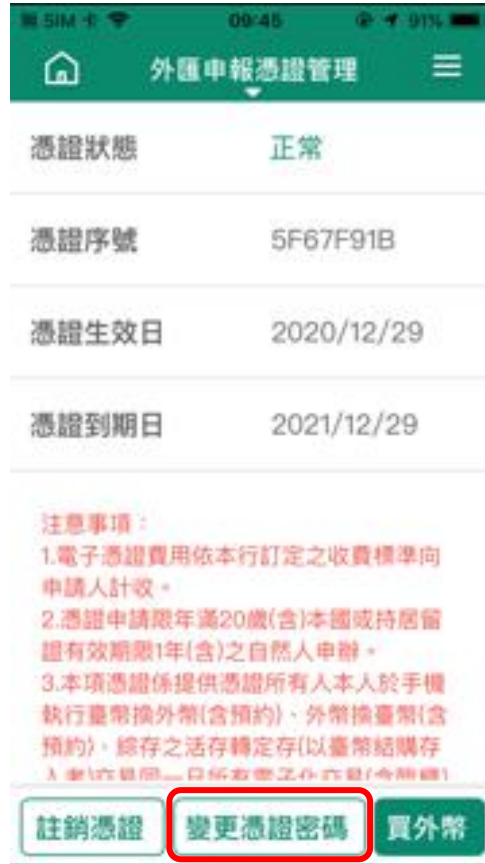 無 SIM 卡 09:45 91%
外匯申報憑證管理
憑證狀態 正常
憑證序號 5F67F91B
憑證生效日 2020/12/29
憑證到期日 2021/12/29
注意事項：
1.電子憑證費用依本行訂定之收費標準向
申請人計收。
2.憑證申請限年滿20歲(含)本國或持居留
證有效期限1年(含)之自然人申辦。
3.本項憑證係提供憑證所有人本人於手機
執行臺幣換外幣(含預約)、外幣換臺幣(含
預約)、綜存之活存轉定存(以臺幣結購存
註銷憑證 變更憑證密碼 買外幣